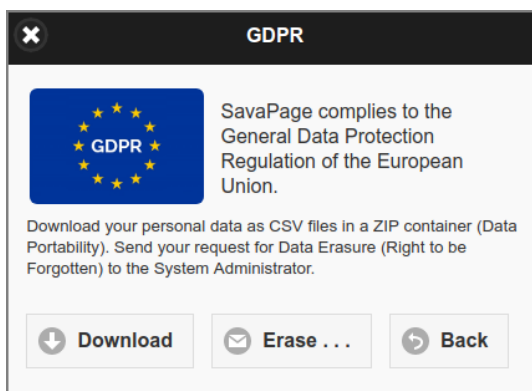 GDPR
GDPR
SavaPage complies to the
General Data Protection
Regulation of the European
Union.
Download your personal data as CSV files in a ZIP container (Data
Portability). Send your request for Data Erasure (Right to be
Forgotten) to the System Administrator.
Download
Erase . . .
Back